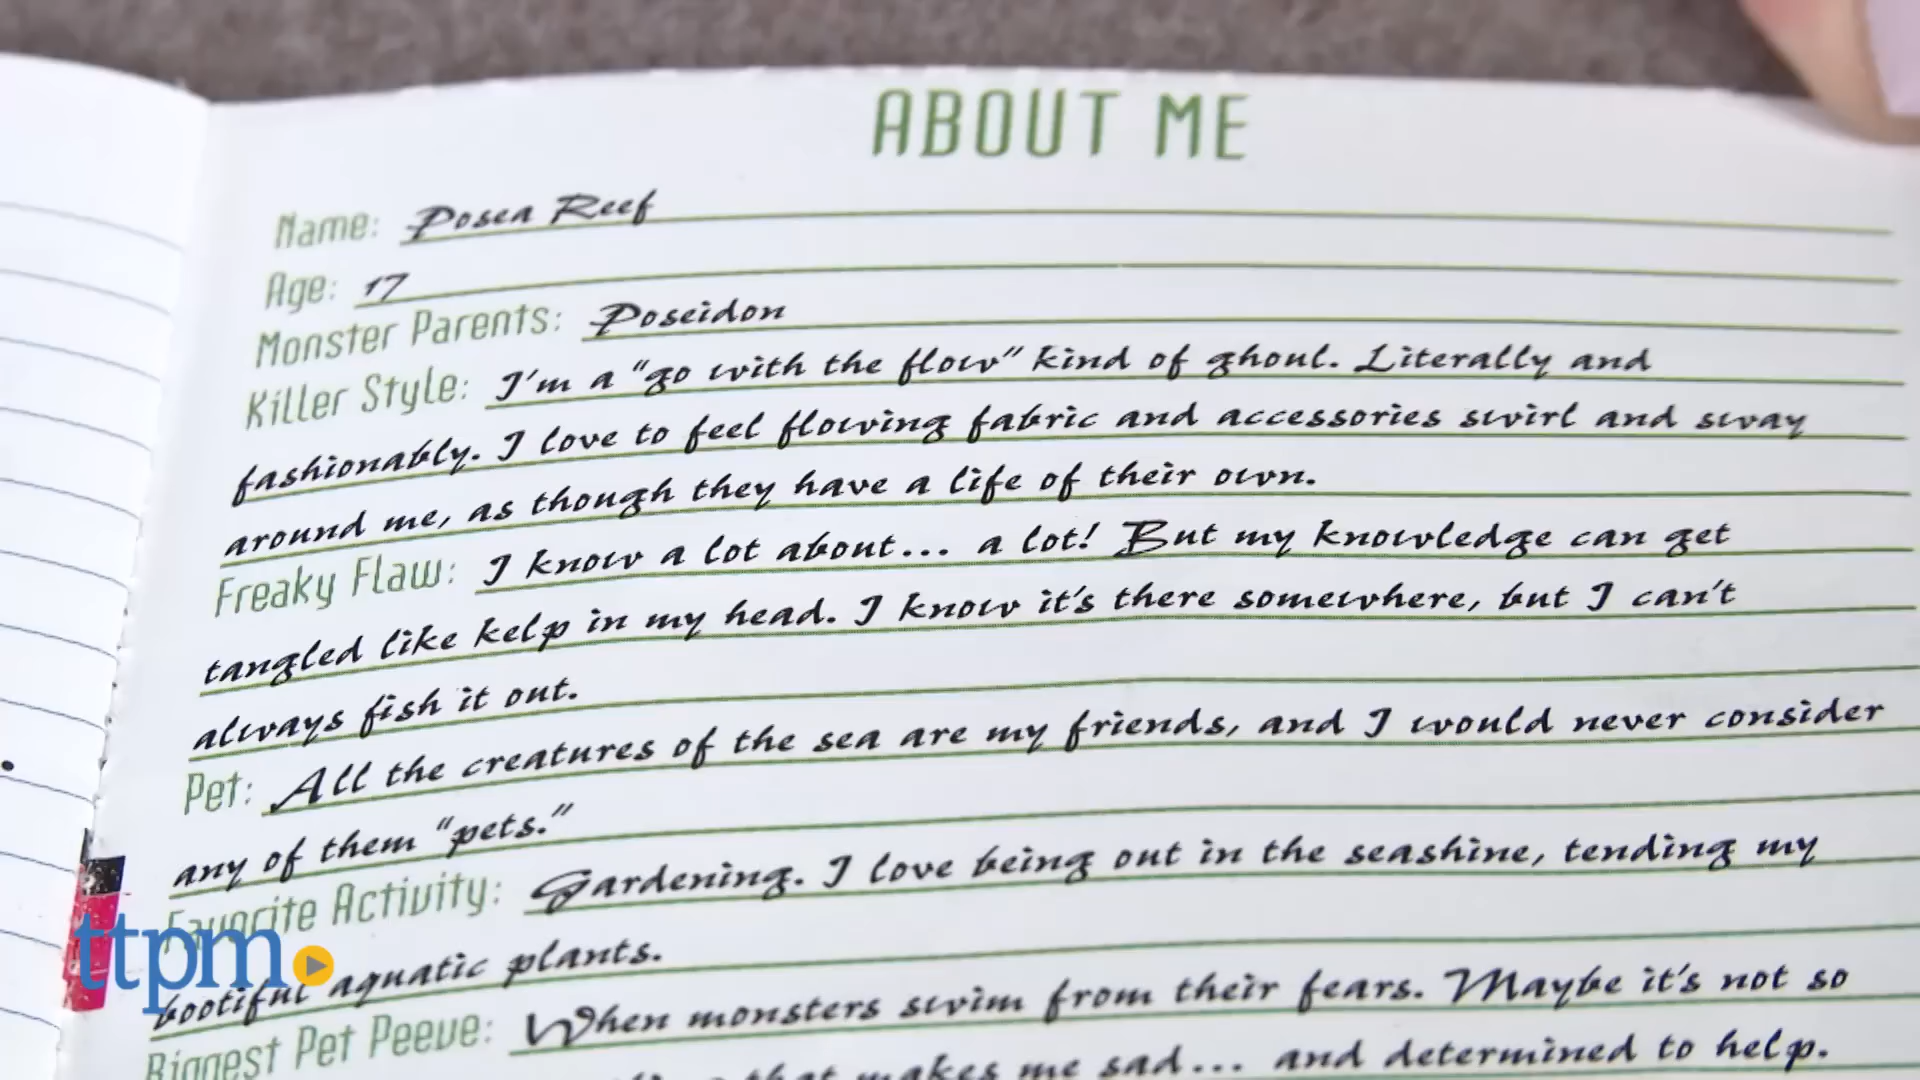 ABOUT ME
Name: Posea Reef
Age: 17
Monster Parents: Poseidon
Killer Style: I'm a "go with the flow" kind of ghoul. Literally and
fashionably. I love to feel flowing fabric and accessories swirl and sway
around me, as though they have a life of their own.
Freaky Flaw: I know a lot about... a lot! But my knowledge can get
tangled like kelp in my head. I know it's there somewhere, but I can't
always fish it out.
Pet: All the creatures of the sea are my friends, and I would never consider
any of them "pets."
Favorite Activity: Gardening. I love being out in the seashine, tending my
bootiful aquatic plants.
Biggest Pet Peeve: When monsters swim from their fears. Maybe it's not so
that makes me sad... and determined to help.
ttpm